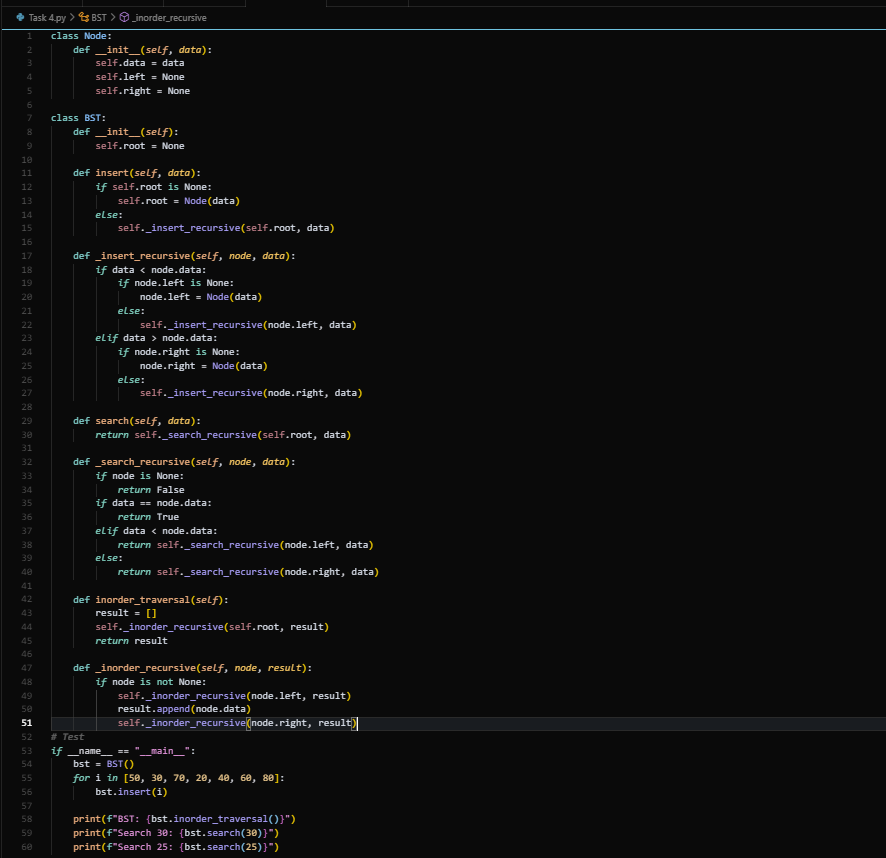 Task 4.py > BST > _inorder_recursive
1 class Node:
2     def __init__(self, data):
3         self.data = data
4         self.left = None
5         self.right = None
6
7 class BST:
8     def __init__(self):
9         self.root = None
10
11     def insert(self, data):
12         if self.root is None:
13             self.root = Node(data)
14         else:
15             self._insert_recursive(self.root, data)
16
17     def _insert_recursive(self, node, data):
18         if data < node.data:
19             if node.left is None:
20                 node.left = Node(data)
21             else:
22                 self._insert_recursive(node.left, data)
23         elif data > node.data:
24             if node.right is None:
25                 node.right = Node(data)
26             else:
27                 self._insert_recursive(node.right, data)
28
29     def search(self, data):
30         return self._search_recursive(self.root, data)
31
32     def _search_recursive(self, node, data):
33         if node is None:
34             return False
35         if data == node.data:
36             return True
37         elif data < node.data:
38             return self._search_recursive(node.left, data)
39         else:
40             return self._search_recursive(node.right, data)
41
42     def inorder_traversal(self):
43         result = []
44         self._inorder_recursive(self.root, result)
45         return result
46
47     def _inorder_recursive(self, node, result):
48         if node is not None:
49             self._inorder_recursive(node.left, result)
50             result.append(node.data)
51             self._inorder_recursive(node.right, result)
52 # Test
53 if __name__ == "__main__":
54     bst = BST()
55     for i in [50, 30, 70, 20, 40, 60, 80]:
56         bst.insert(i)
57
58     print(f"BST: {bst.inorder_traversal()}")
59     print(f"Search 30: {bst.search(30)}")
60     print(f"Search 25: {bst.search(25)}")